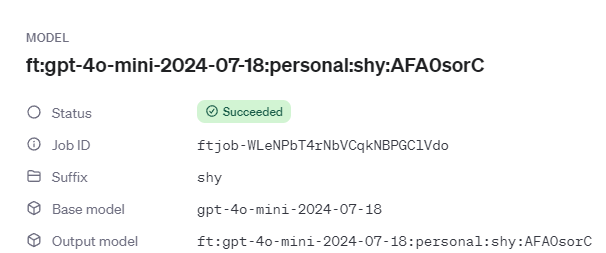 MODEL
ft:gpt-4o-mini-2024-07-18:personal:shy:AFA0sorC
Status Succeeded
Job ID ftjob-WLeNPbT4rNbVCqkNBPGClVdo
Suffix shy
Base model gpt-4o-mini-2024-07-18
Output model ft:gpt-4o-mini-2024-07-18:personal:shy:AFA0sorC